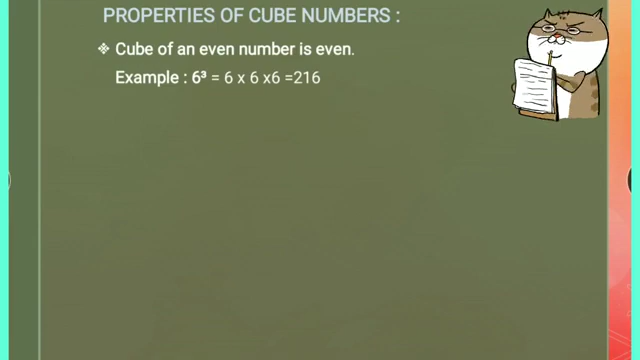 PROPERTIES OF CUBE NUMBERS :
❖ Cube of an even number is even.
Example : 6³ = 6 x 6 x6 =216